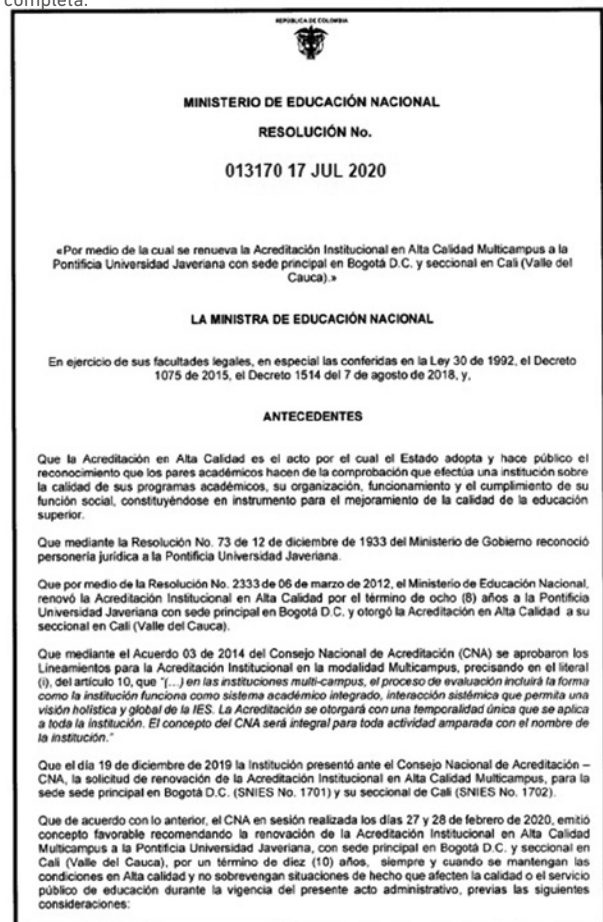 completa.
REPÚBLICA DE COLOMBIA
MINISTERIO DE EDUCACIÓN NACIONAL
RESOLUCIÓN No.
013170 17 JUL 2020
«Por medio de la cual se renueva la Acreditación Institucional en Alta Calidad Multicampus a la
Pontificia Universidad Javeriana con sede principal en Bogotá D.C. y seccional en Cali (Valle del
Cauca).»
LA MINISTRA DE EDUCACIÓN NACIONAL
En ejercicio de sus facultades legales, en especial las conferidas en la Ley 30 de 1992, el Decreto
1075 de 2015, el Decreto 1514 del 7 de agosto de 2018, y,
ANTECEDENTES
Que la Acreditación en Alta Calidad es el acto por el cual el Estado adopta y hace público el
reconocimiento que los pares académicos hacen de la comprobación que efectúa una institución sobre
la calidad de sus programas académicos, su organización, funcionamiento y el cumplimiento de su
función social, constituyéndose en instrumento para el mejoramiento de la calidad de la educación
superior.
Que mediante la Resolución No. 73 de 12 de diciembre de 1933 del Ministerio de Gobierno reconoció
personería jurídica a la Pontificia Universidad Javeriana.
Que por medio de la Resolución No. 2333 de 06 de marzo de 2012, el Ministerio de Educación Nacional,
renovó la Acreditación Institucional en Alta Calidad por el término de ocho (8) años a la Pontificia
Universidad Javeriana con sede principal en Bogotá D.C. y otorgó la Acreditación en Alta Calidad a su
seccional en Cali (Valle del Cauca).
Que mediante el Acuerdo 03 de 2014 del Consejo Nacional de Acreditación (CNA) se aprobaron los
Lineamientos para la Acreditación Institucional en la modalidad Multicampus, precisando en el literal
(i), del artículo 10, que "(...) en las instituciones multi-campus, el proceso de evaluación incluirá la forma
como la institución funciona como sistema académico integrado, interacción sistémica que permita una
visión holística y global de la IES. La Acreditación se otorgará con una temporalidad única que se aplica
a toda la institución. El concepto del CNA será integral para toda actividad amparada con el nombre de
la institución."
Que el día 19 de diciembre de 2019 la Institución presentó ante el Consejo Nacional de Acreditación –
CNA, la solicitud de renovación de la Acreditación Institucional en Alta Calidad Multicampus, para la
sede sede principal en Bogotá D.C. (SNIES No. 1701) y su seccional de Cali (SNIES No. 1702).
Que de acuerdo con lo anterior, el CNA en sesión realizada los días 27 y 28 de febrero de 2020, emitió
concepto favorable recomendando la renovación de la Acreditación Institucional en Alta Calidad
Multicampus a la Pontificia Universidad Javeriana, con sede principal en Bogotá D.C. y seccional en
Cali (Valle del Cauca), por un término de diez (10) años, siempre y cuando se mantengan las
condiciones en Alta calidad y no sobrevengan situaciones de hecho que afecten la calidad o el servicio
público de educación durante la vigencia del presente acto administrativo, previas las siguientes
consideraciones: